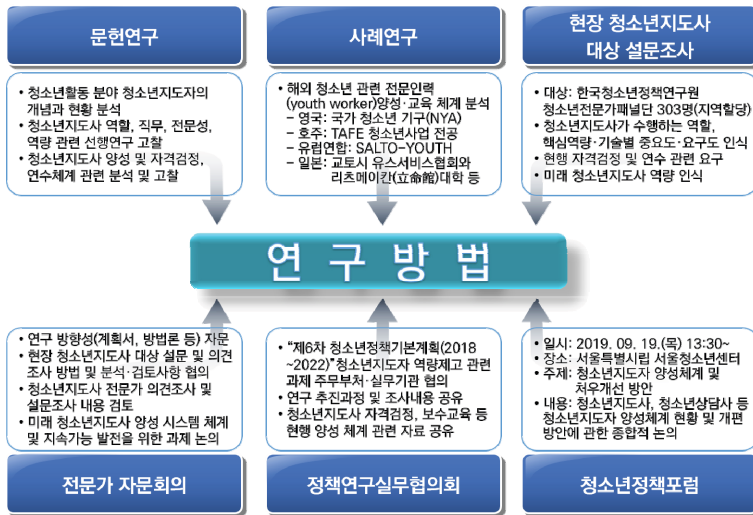 문헌연구
• 청소년활동 분야 청소년지도자의
개념과 현황 분석
• 청소년지도사 역할, 직무, 전문성,
역량 관련 선행연구 고찰
• 청소년지도사 양성 및 자격검정,
연수체계 관련 분석 및 고찰
사례연구
• 해외 청소년 관련 전문인력
(youth worker)양성·교육 체계 분석
– 영국: 국가 청소년 기구(NYA)
– 호주: TAFE 청소년사업 전공
– 유럽연합: SALTO-YOUTH
– 일본: 교토시 유스서비스협회와
리츠메이칸(立命館)대학 등
현장 청소년지도사
대상 설문조사
• 대상: 한국청소년정책연구원
청소년전문가패널단 303명(지역할당)
• 청소년지도사가 수행하는 역할,
핵심역량·기술별 중요도·요구도 인식
• 현행 자격검정 및 연수 관련 요구
• 미래 청소년지도사 역량 인식
연구방법
• 연구 방향성(계획서, 방법론 등) 자문
• 현장 청소년지도사 대상 설문 및 의견
조사 방법 및 분석·검토사항 협의
• 청소년지도사 전문가 의견조사 및
설문조사 내용 검토
• 미래 청소년지도사 양성 시스템 체계
및 지속가능 발전을 위한 과제 논의
전문가 자문회의
• “제6차 청소년정책기본계획(2018
~2022)”청소년지도자 역량제고 관련
과제 주무부처·실무기관 협의
• 연구 추진과정 및 조사내용 공유
• 청소년지도사 자격검정, 보수교육 등
현행 양성 체계 관련 자료 공유
정책연구실무협의회
• 일시: 2019. 09. 19.(목) 13:30~
• 장소: 서울특별시립 서울청소년센터
• 주제: 청소년지도자 양성체계 및
처우개선 방안
• 내용: 청소년지도사, 청소년상담사 등
청소년지도자 양성체계 현황 및 개편
방안에 관한 종합적 논의
청소년정책포럼